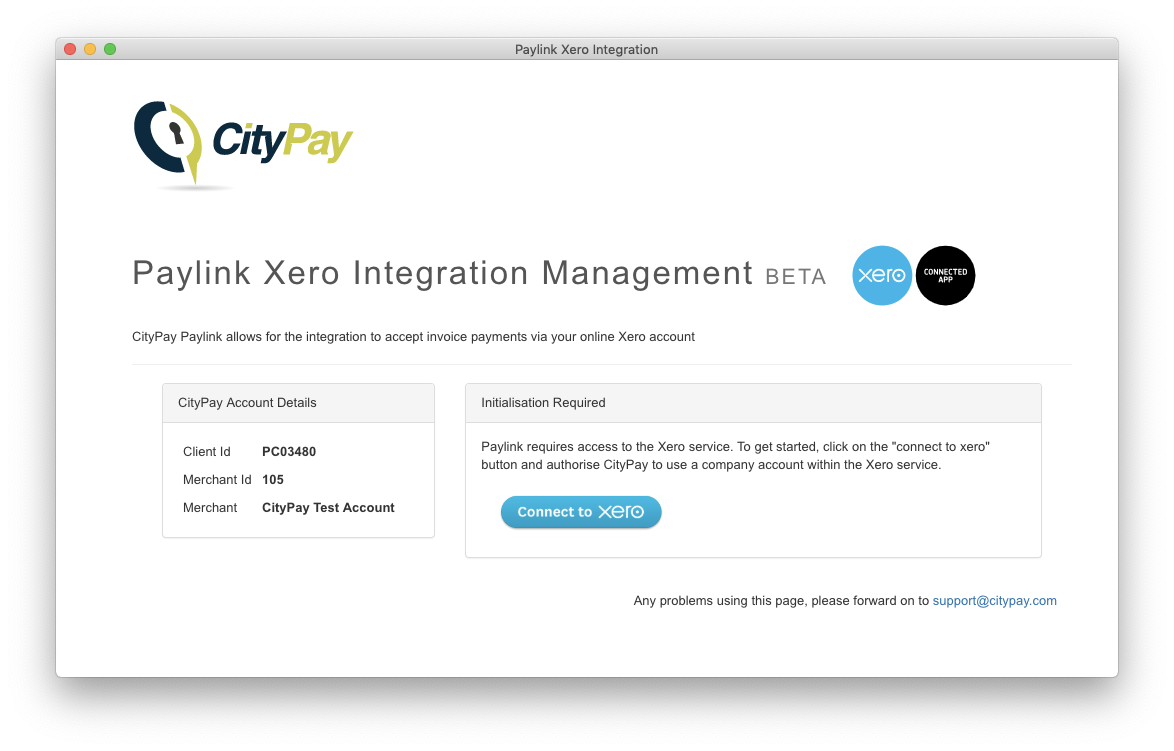 Paylink Xero Integration
CityPay
Paylink Xero Integration Management BETA
xero
CONNECTED
APP
CityPay Paylink allows for the integration to accept invoice payments via your online Xero account
CityPay Account Details
Client Id PC03480
Merchant Id 105
Merchant CityPay Test Account
Initialisation Required
Paylink requires access to the Xero service. To get started, click on the "connect to xero"
button and authorise CityPay to use a company account within the Xero service.
Connect to xero
Any problems using this page, please forward on to support@citypay.com